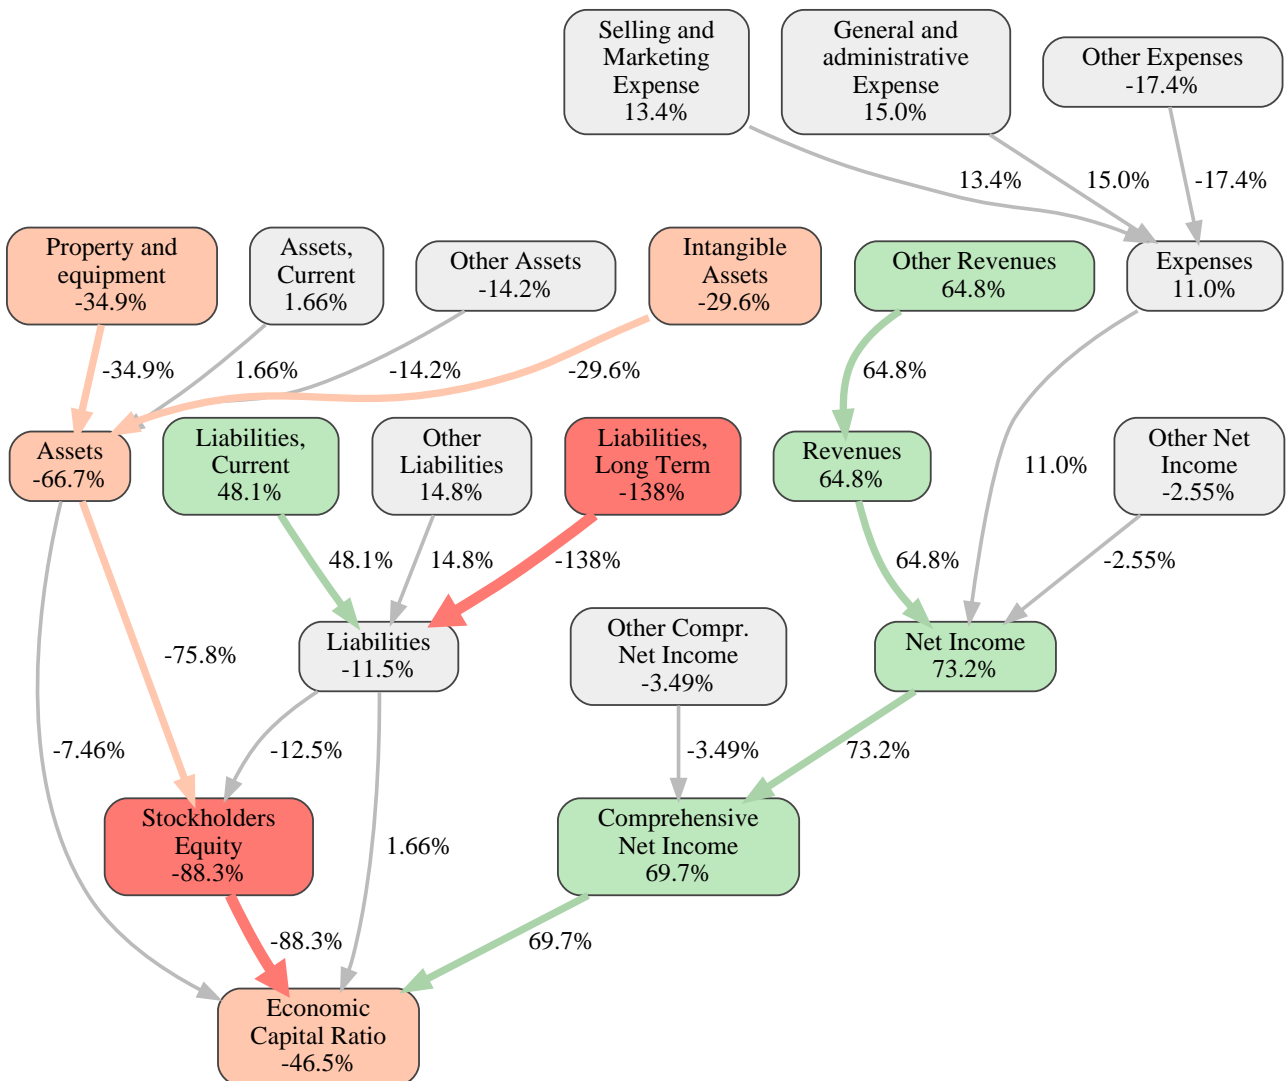 Selling and
Marketing
Expense
13.4%
General and
administrative
Expense
15.0%
Other Expenses
-17.4%
13.4%
15.0%
-17.4%
Property and
equipment
-34.9%
Assets,
Current
1.66%
Other Assets
-14.2%
Intangible
Assets
-29.6%
Other Revenues
64.8%
Expenses
11.0%
-34.9%
1.66%
-14.2%
-29.6%
64.8%
Assets
-66.7%
Liabilities,
Current
48.1%
Other
Liabilities
14.8%
Liabilities,
Long Term
-138%
Revenues
64.8%
11.0%
Other Net
Income
-2.55%
48.1%
14.8%
-138%
64.8%
-2.55%
-75.8%
Liabilities
-11.5%
Other Compr.
Net Income
-3.49%
Net Income
73.2%
-7.46%
-12.5%
-3.49%
73.2%
Stockholders
Equity
-88.3%
1.66%
Comprehensive
Net Income
69.7%
-88.3%
69.7%
Economic
Capital Ratio
-46.5%